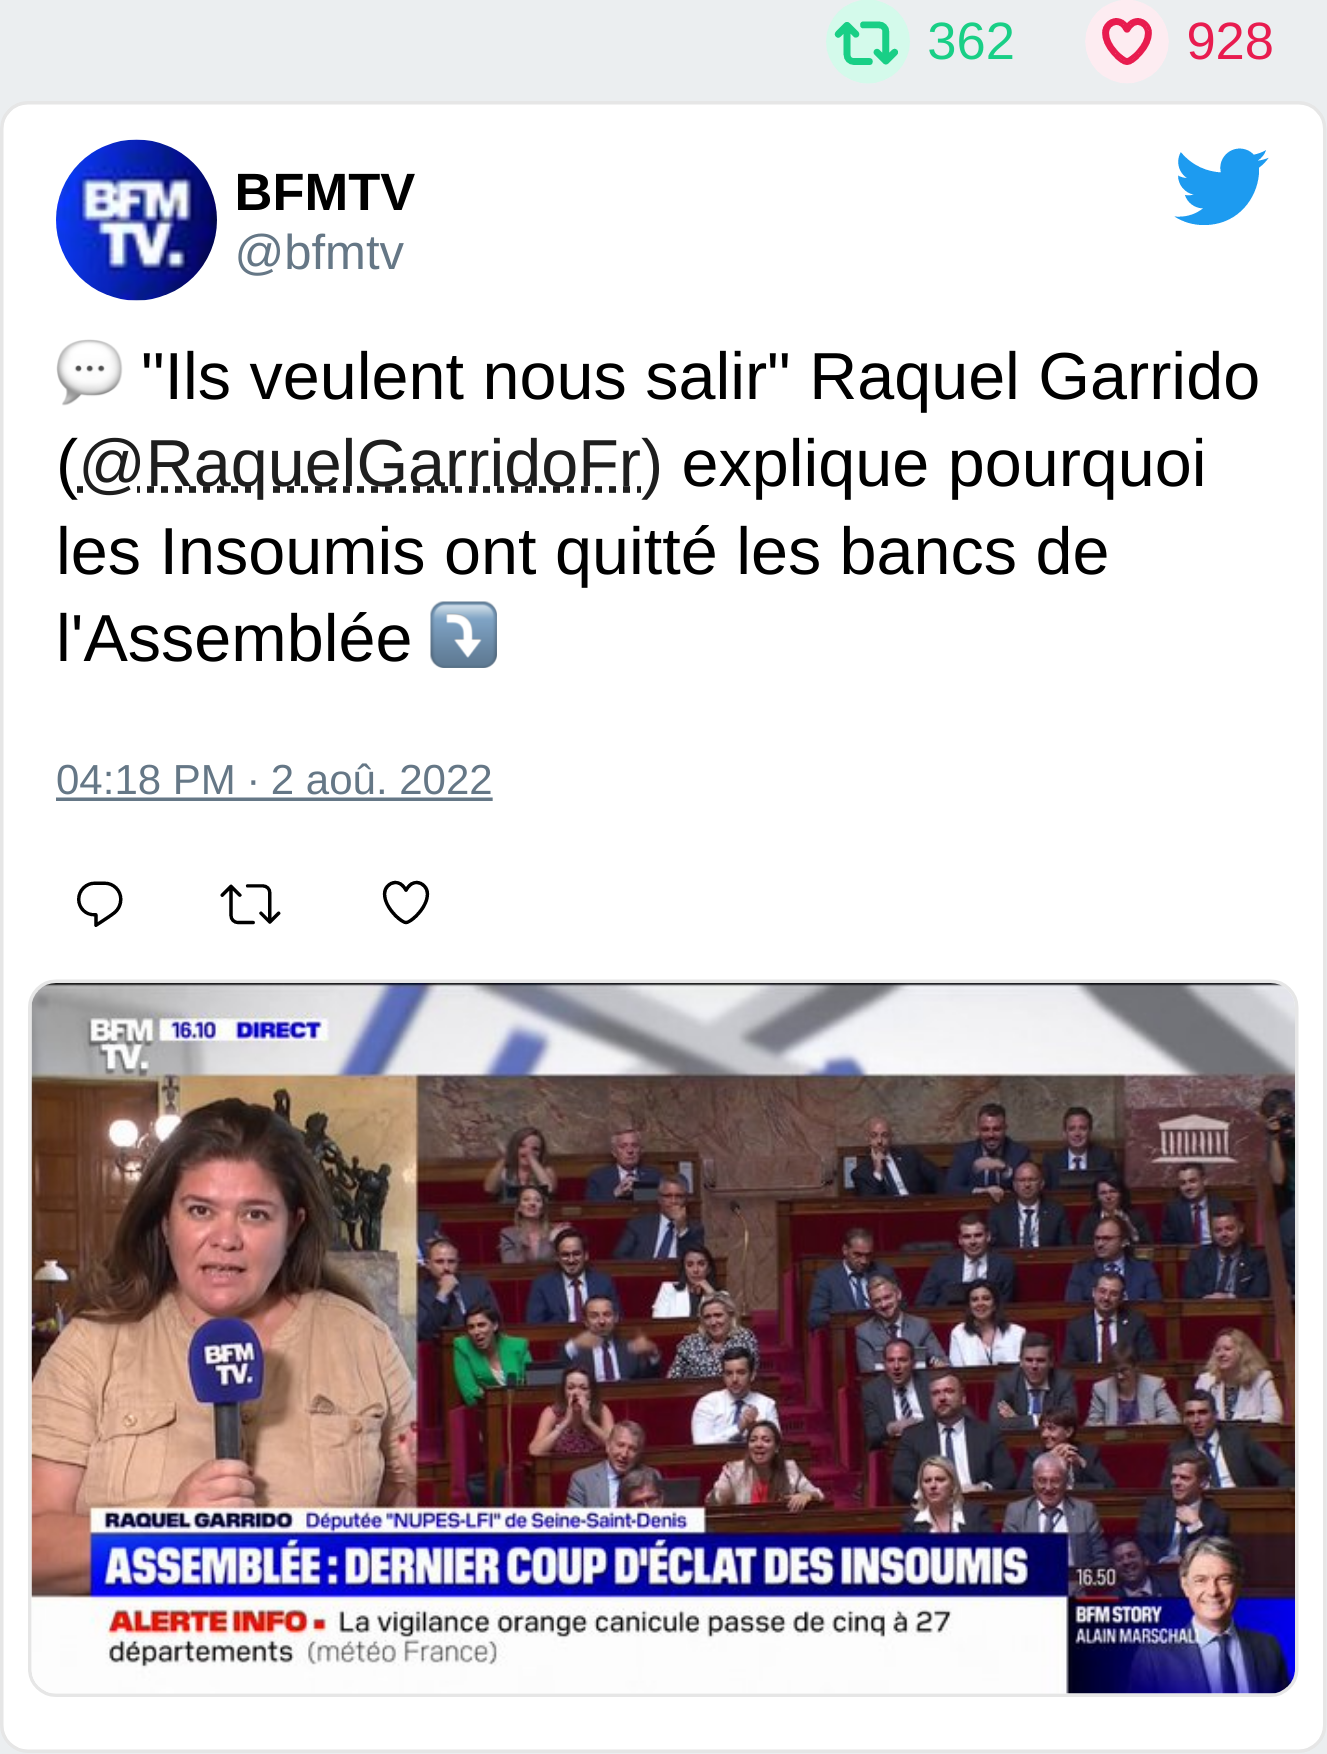 362 928
BFM
TV.
BFMTV
@bfmtv
💬 "Ils veulent nous salir" Raquel Garrido
(@RaquelGarridoFr) explique pourquoi
les Insoumis ont quitté les bancs de
l'Assemblée ⤵️
04:18 PM · 2 aoû. 2022
BFM
TV.
16.10 DIRECT
BFM
TV.
RAQUEL GARRIDO Députée "NUPES-LFI" de Seine-Saint-Denis
ASSEMBLÉE : DERNIER COUP D'ÉCLAT DES INSOUMIS
ALERTE INFO ▪ La vigilance orange canicule passe de cinq à 27
départements (météo France)
16.50
BFM STORY
ALAIN MARSCHAL